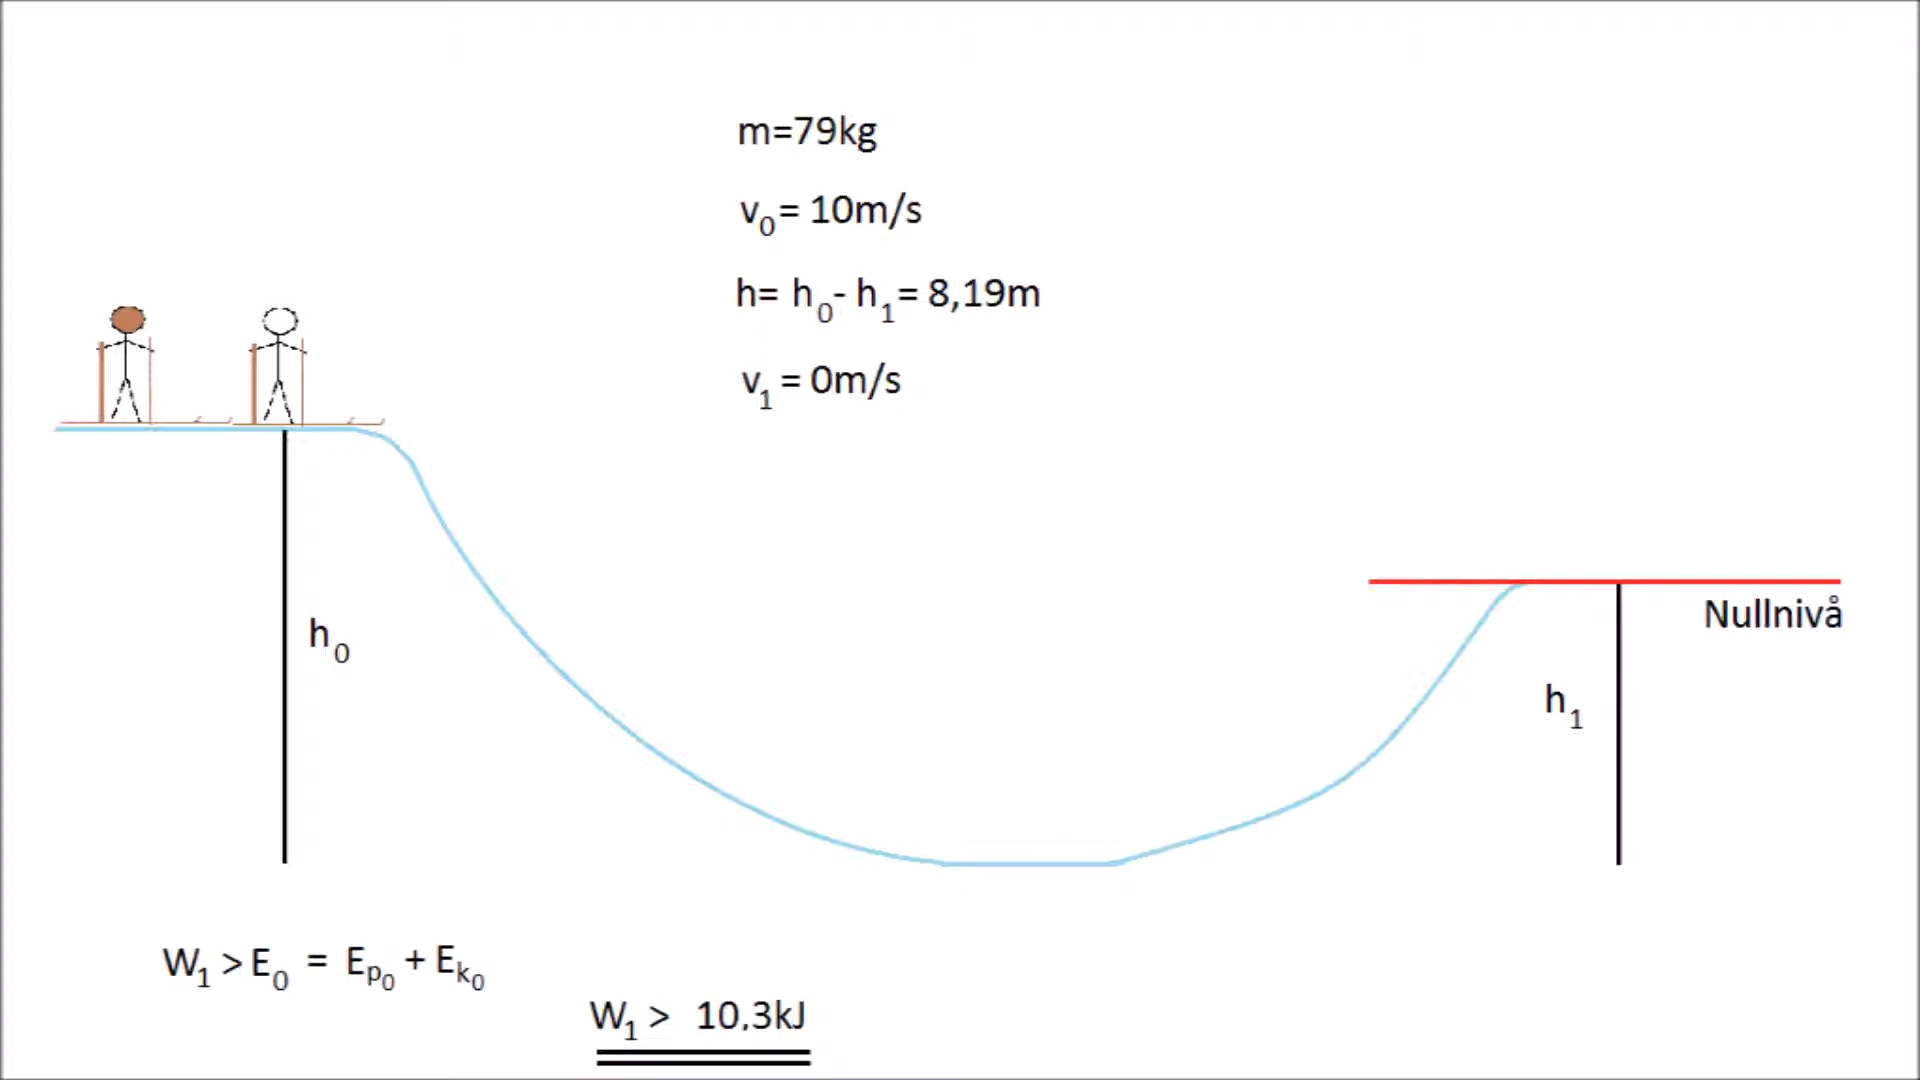 m=79kg
v₀= 10m/s
h= h₀- h₁= 8,19m
v₁ = 0m/s
Nullnivå
h₀
h₁
W₁ > E₀ = Eₚ₀ + Eₖ₀
W₁ > 10,3kJ